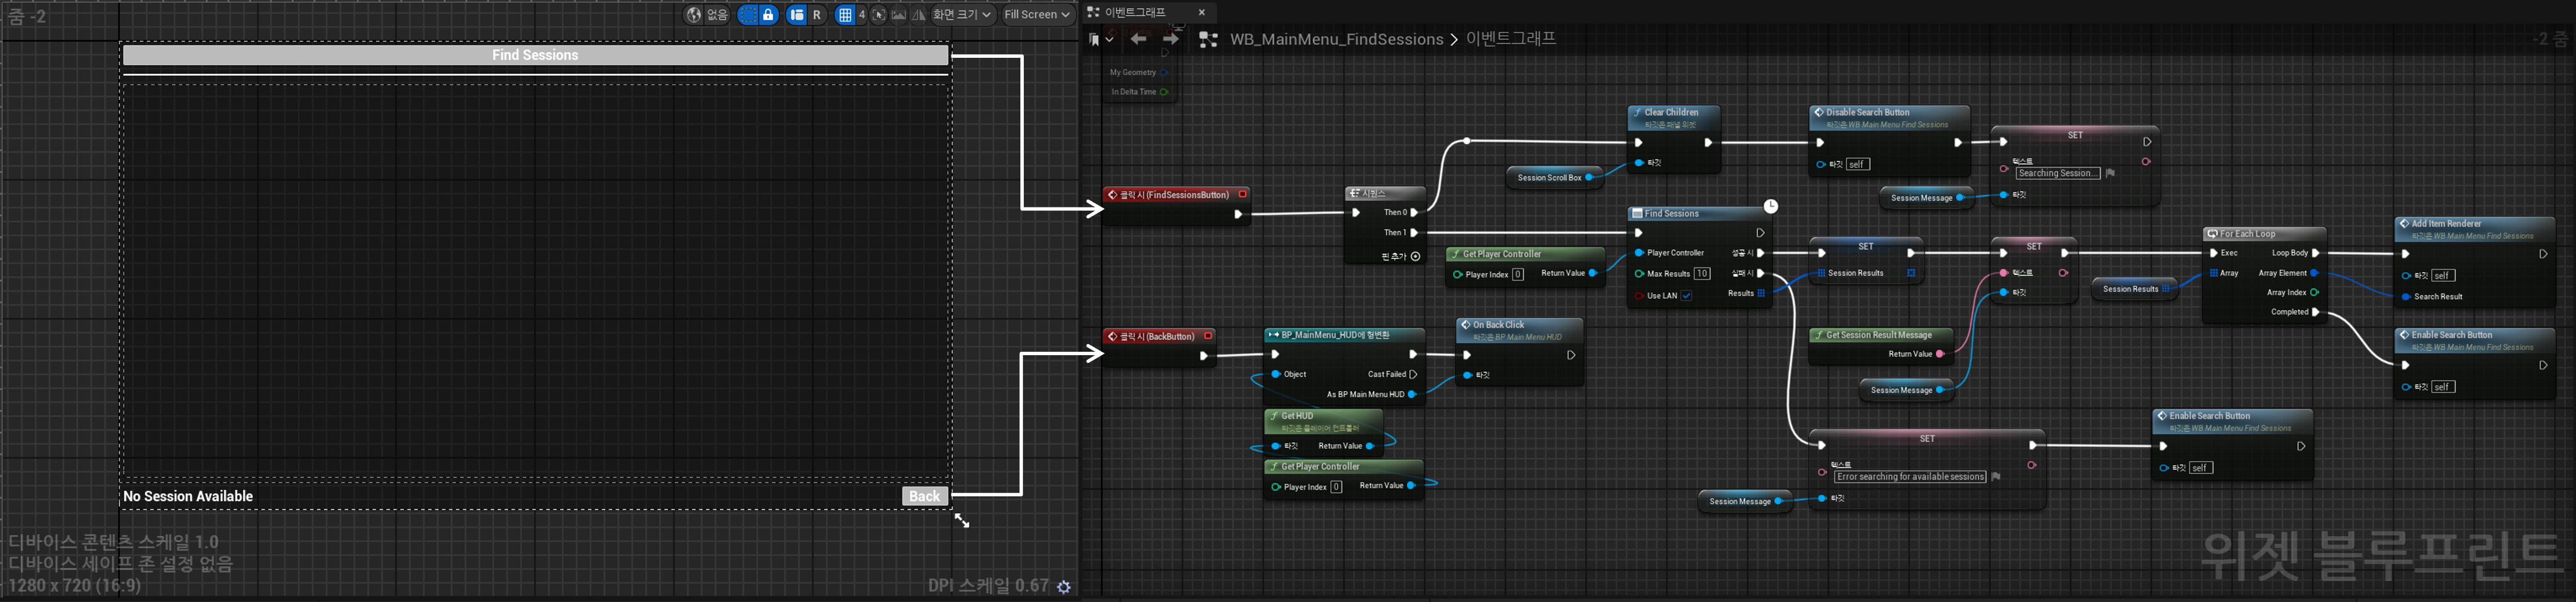 줌 -2
없음
R
4
화면 크기
Fill Screen
Find Sessions
No Session Available
Back
디바이스 콘텐츠 스케일 1.0
디바이스 세이프 존 설정 없음
1280 x 720 (16:9)
DPI 스케일 0.67
이벤트그래프
WB_MainMenu_FindSessions > 이벤트그래프
-2 줌
My Geometry
In Delta Time
클릭 시 (FindSessionsButton)
시퀀스
Then 0
Then 1
핀 추가
Session Scroll Box
Clear Children
타깃은 패널 위젯
타깃
Disable Search Button
타깃은 WB Main Menu Find Sessions
타깃 self
SET
텍스트
Searching Session...
타깃
Session Message
Get Player Controller
Player Index 0
Return Value
Find Sessions
Player Controller
성공 시
Max Results 10
실패 시
Use LAN
Results
SET
Session Results
SET
텍스트
타깃
Get Session Result Message
Return Value
Session Message
Session Results
For Each Loop
Exec
Loop Body
Array
Array Element
Array Index
Completed
Add Item Renderer
타깃은 WB Main Menu Find Sessions
타깃 self
Search Result
Enable Search Button
타깃은 WB Main Menu Find Sessions
타깃 self
클릭 시 (BackButton)
BP_MainMenu_HUD에 형변환
Object
Cast Failed
As BP Main Menu HUD
On Back Click
타깃은 BP Main Menu HUD
타깃
Get HUD
타깃은 플레이어 컨트롤러
타깃
Return Value
Get Player Controller
Player Index 0
Return Value
SET
텍스트
Error searching for available sessions
타깃
Session Message
Enable Search Button
타깃은 WB Main Menu Find Sessions
타깃 self
위젯 블루프린트